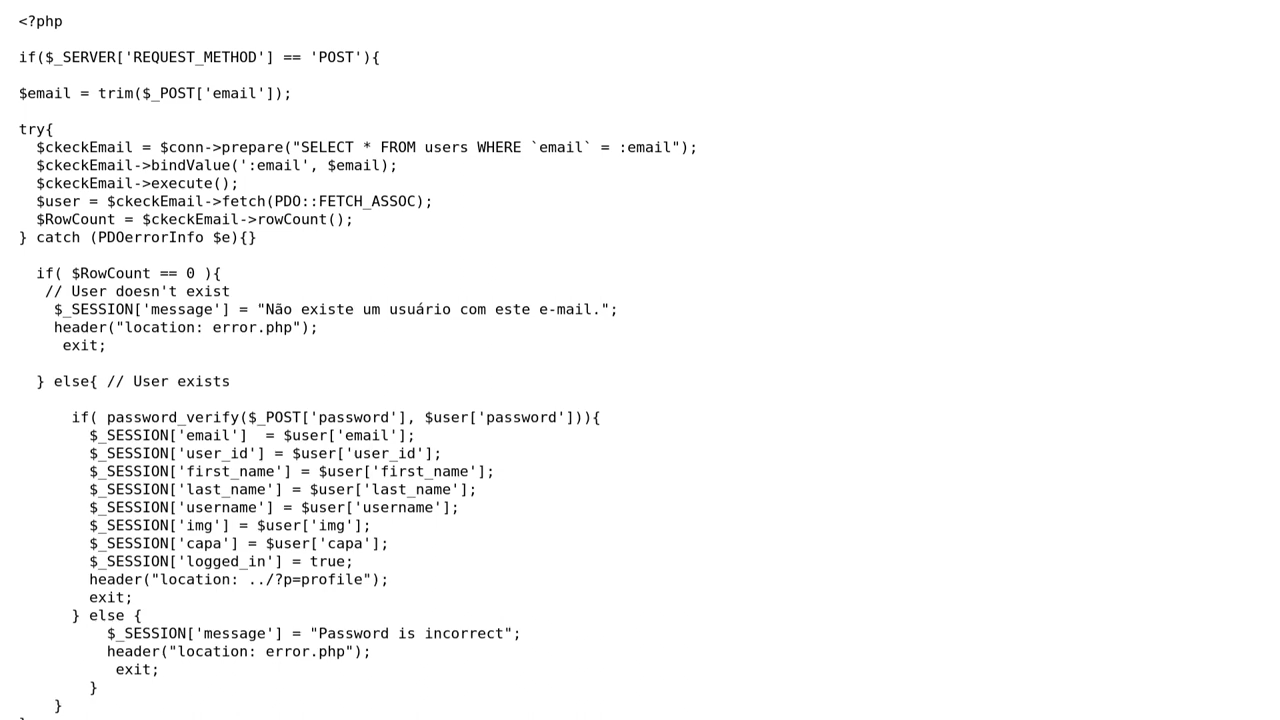 <?php
if($_SERVER['REQUEST_METHOD'] == 'POST'){
$email = trim($_POST['email']);
try{
$ckeckEmail = $conn->prepare("SELECT * FROM users WHERE `email` = :email");
$ckeckEmail->bindValue(':email', $email);
$ckeckEmail->execute();
$user = $ckeckEmail->fetch(PDO::FETCH_ASSOC);
$RowCount = $ckeckEmail->rowCount();
} catch (PDOerrorInfo $e){}
if( $RowCount == 0 ){
// User doesn't exist
$_SESSION['message'] = "Não existe um usuário com este e-mail.";
header("location: error.php");
exit;
} else{ // User exists
if( password_verify($_POST['password'], $user['password'])){
$_SESSION['email']  = $user['email'];
$_SESSION['user_id'] = $user['user_id'];
$_SESSION['first_name'] = $user['first_name'];
$_SESSION['last_name'] = $user['last_name'];
$_SESSION['username'] = $user['username'];
$_SESSION['img'] = $user['img'];
$_SESSION['capa'] = $user['capa'];
$_SESSION['logged_in'] = true;
header("location: ../?p=profile");
exit;
} else {
$_SESSION['message'] = "Password is incorrect";
header("location: error.php");
exit;
}
}